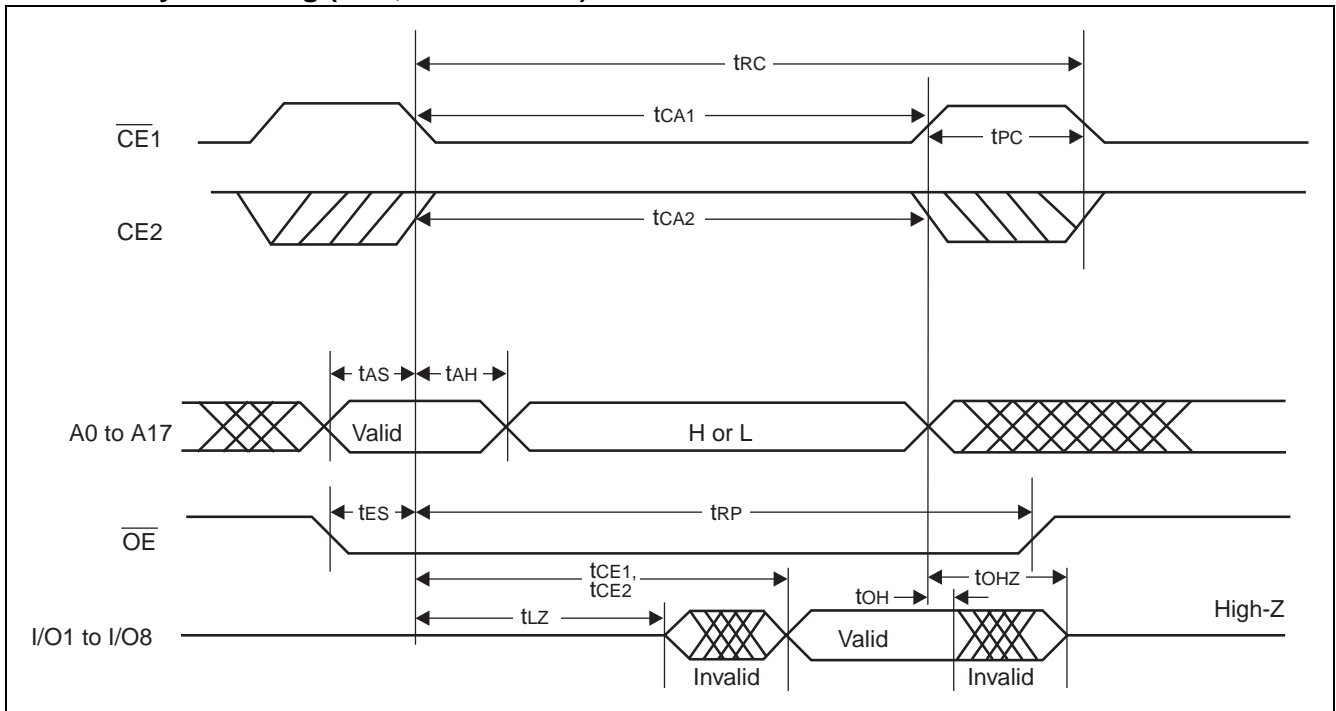 tRC
CE1
tCA1
tPC
CE2
tCA2
tAS
tAH
A0 to A17
Valid
H or L
tES
tRP
OE
tCE1,
tCE2
tOHZ
tOH
tLZ
High-Z
I/O1 to I/O8
Valid
Invalid
Invalid